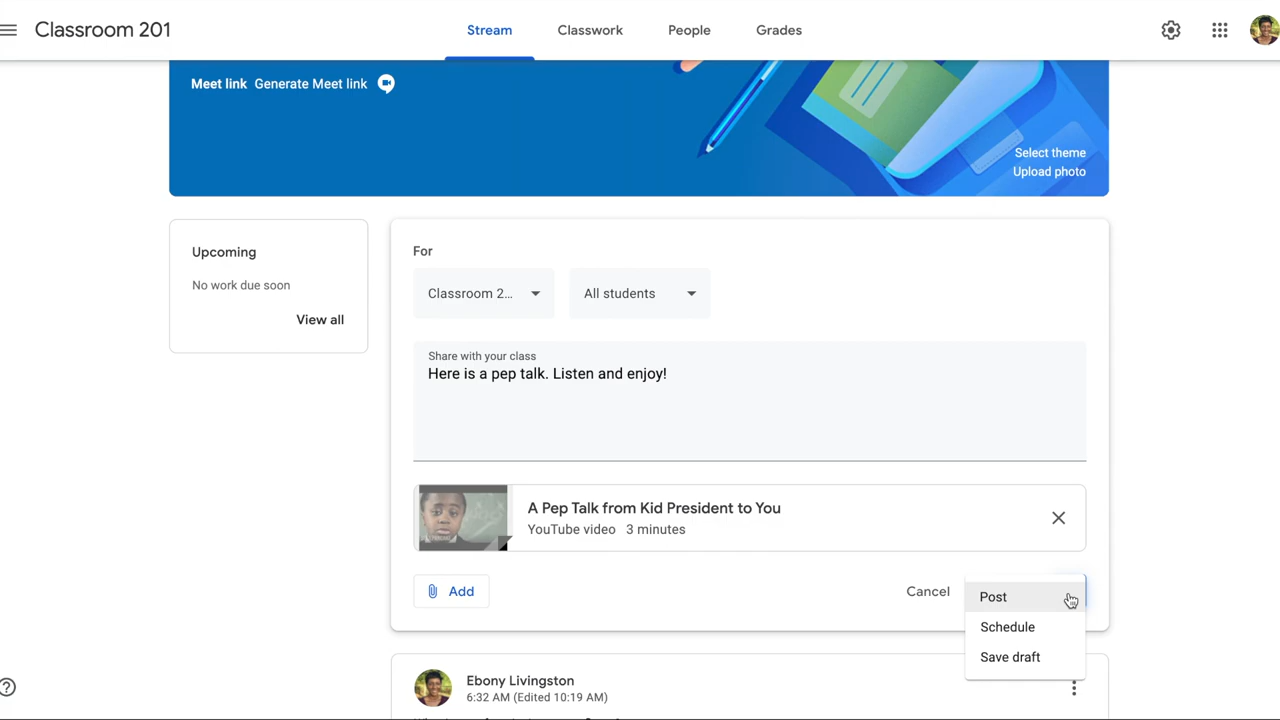 Classroom 201
Stream
Classwork
People
Grades
Meet link Generate Meet link
Select theme
Upload photo
Upcoming
No work due soon
View all
For
Classroom 2...
All students
Share with your class
Here is a pep talk. Listen and enjoy!
A Pep Talk from Kid President to You
YouTube video 3 minutes
Add
Cancel
Post
Schedule
Save draft
Ebony Livingston
6:32 AM (Edited 10:19 AM)